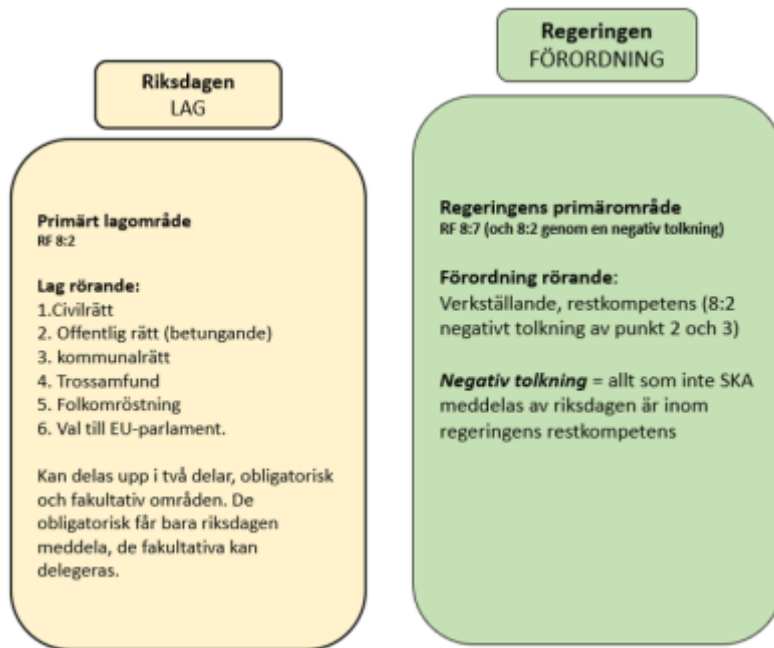 Riksdagen
LAG
Primärt lagområde
RF 8:2
Lag rörande:
1.Civilrätt
2. Offentlig rätt (betungande)
3. kommunalrätt
4. Trossamfund
5. Folkomröstning
6. Val till EU-parlament.
Kan delas upp i två delar, obligatorisk
och fakultativ områden. De
obligatorisk får bara riksdagen
meddela, de fakultativa kan
delegeras.
Regeringen
FÖRORDNING
Regeringens primärområde
RF 8:7 (och 8:2 genom en negativ tolkning)
Förordning rörande:
Verkställande, restkompetens (8:2
negativt tolkning av punkt 2 och 3)
Negativ tolkning = allt som inte SKA
meddelas av riksdagen är inom
regeringens restkompetens